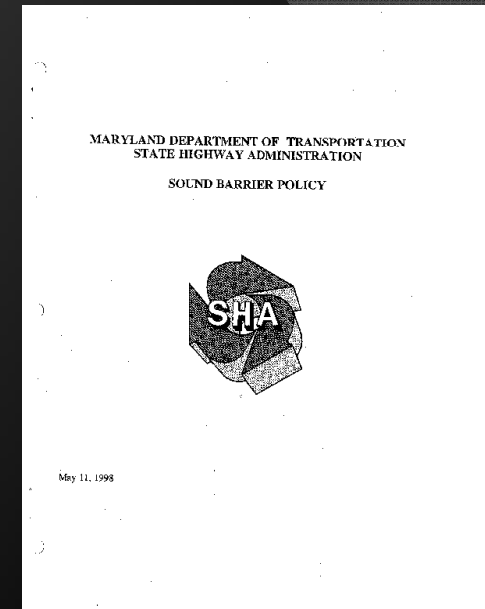 MARYLAND DEPARTMENT OF TRANSPORTATION
STATE HIGHWAY ADMINISTRATION
SOUND BARRIER POLICY
SHA
May 11, 1998